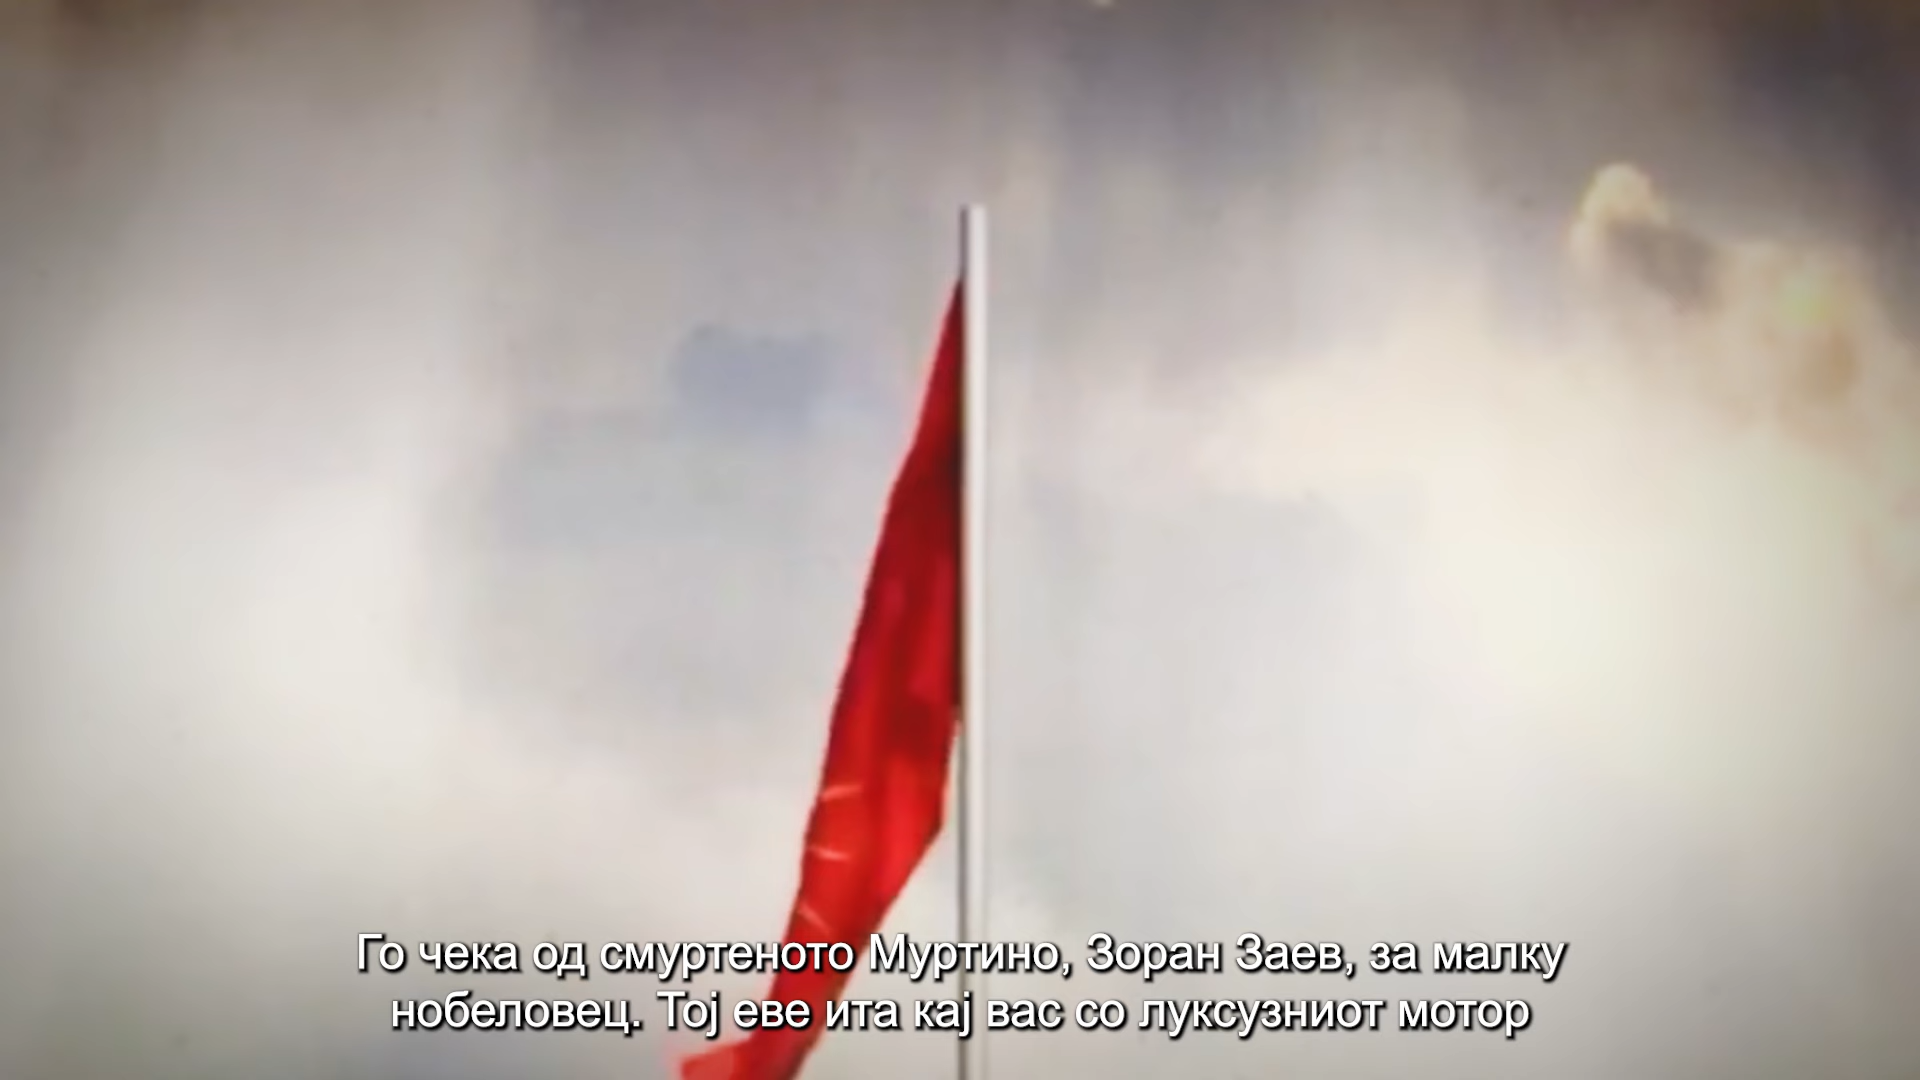 Го чека од смуртеното Муртино, Зоран Заев, за малку
нобеловец. Тој еве ита кај вас со луксузниот мотор